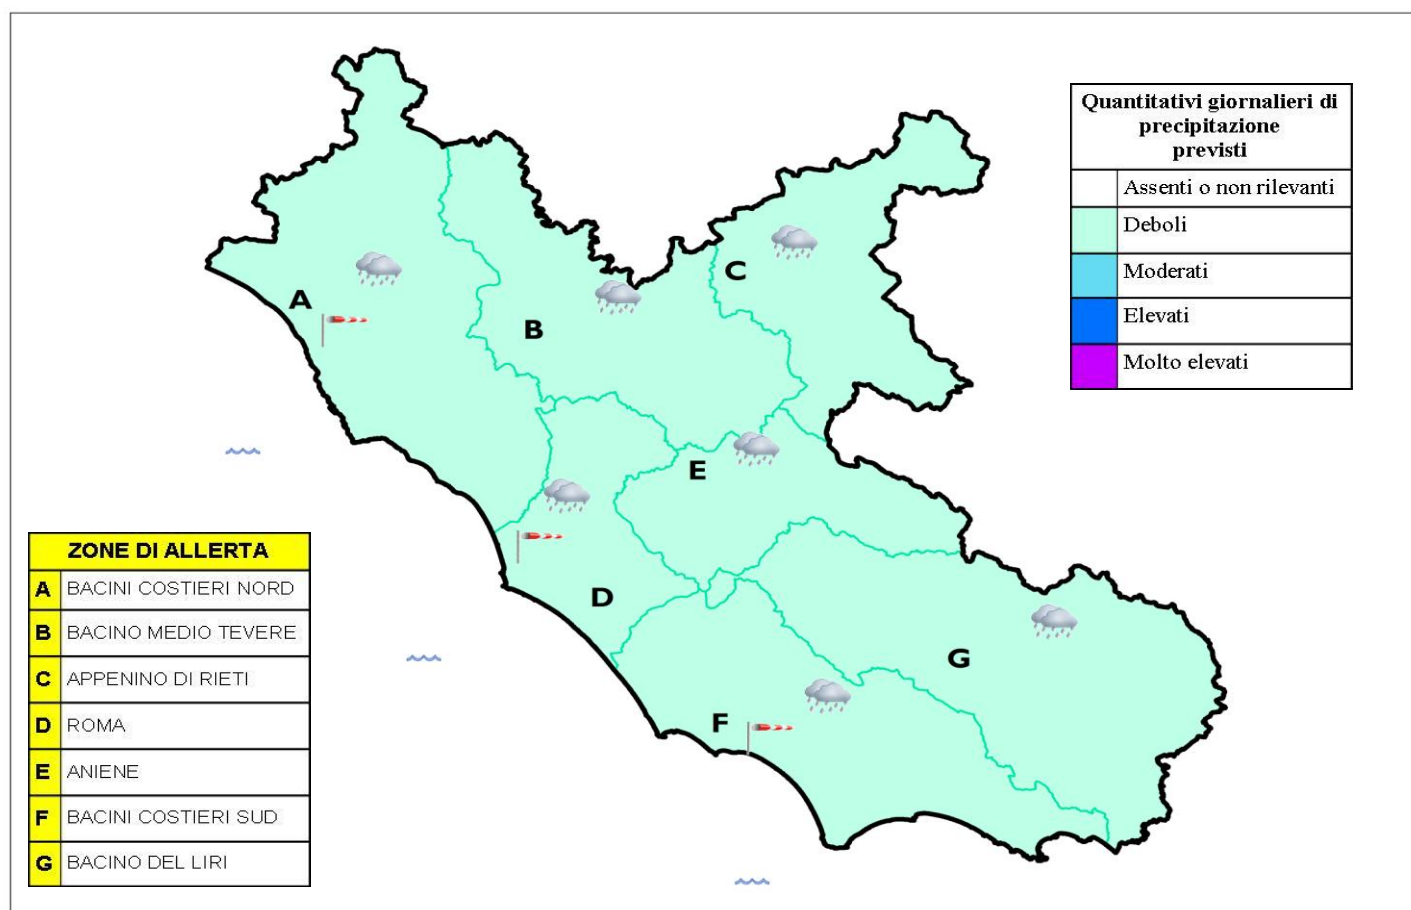 Quantitativi giornalieri di
precipitazione
previsti
Assenti o non rilevanti
Deboli
Moderati
Elevati
Molto elevati
A
B
C
D
E
F
G
ZONE DI ALLERTA
A BACINI COSTIERI NORD
B BACINO MEDIO TEVERE
C APPENINO DI RIETI
D ROMA
E ANIENE
F BACINI COSTIERI SUD
G BACINO DEL LIRI